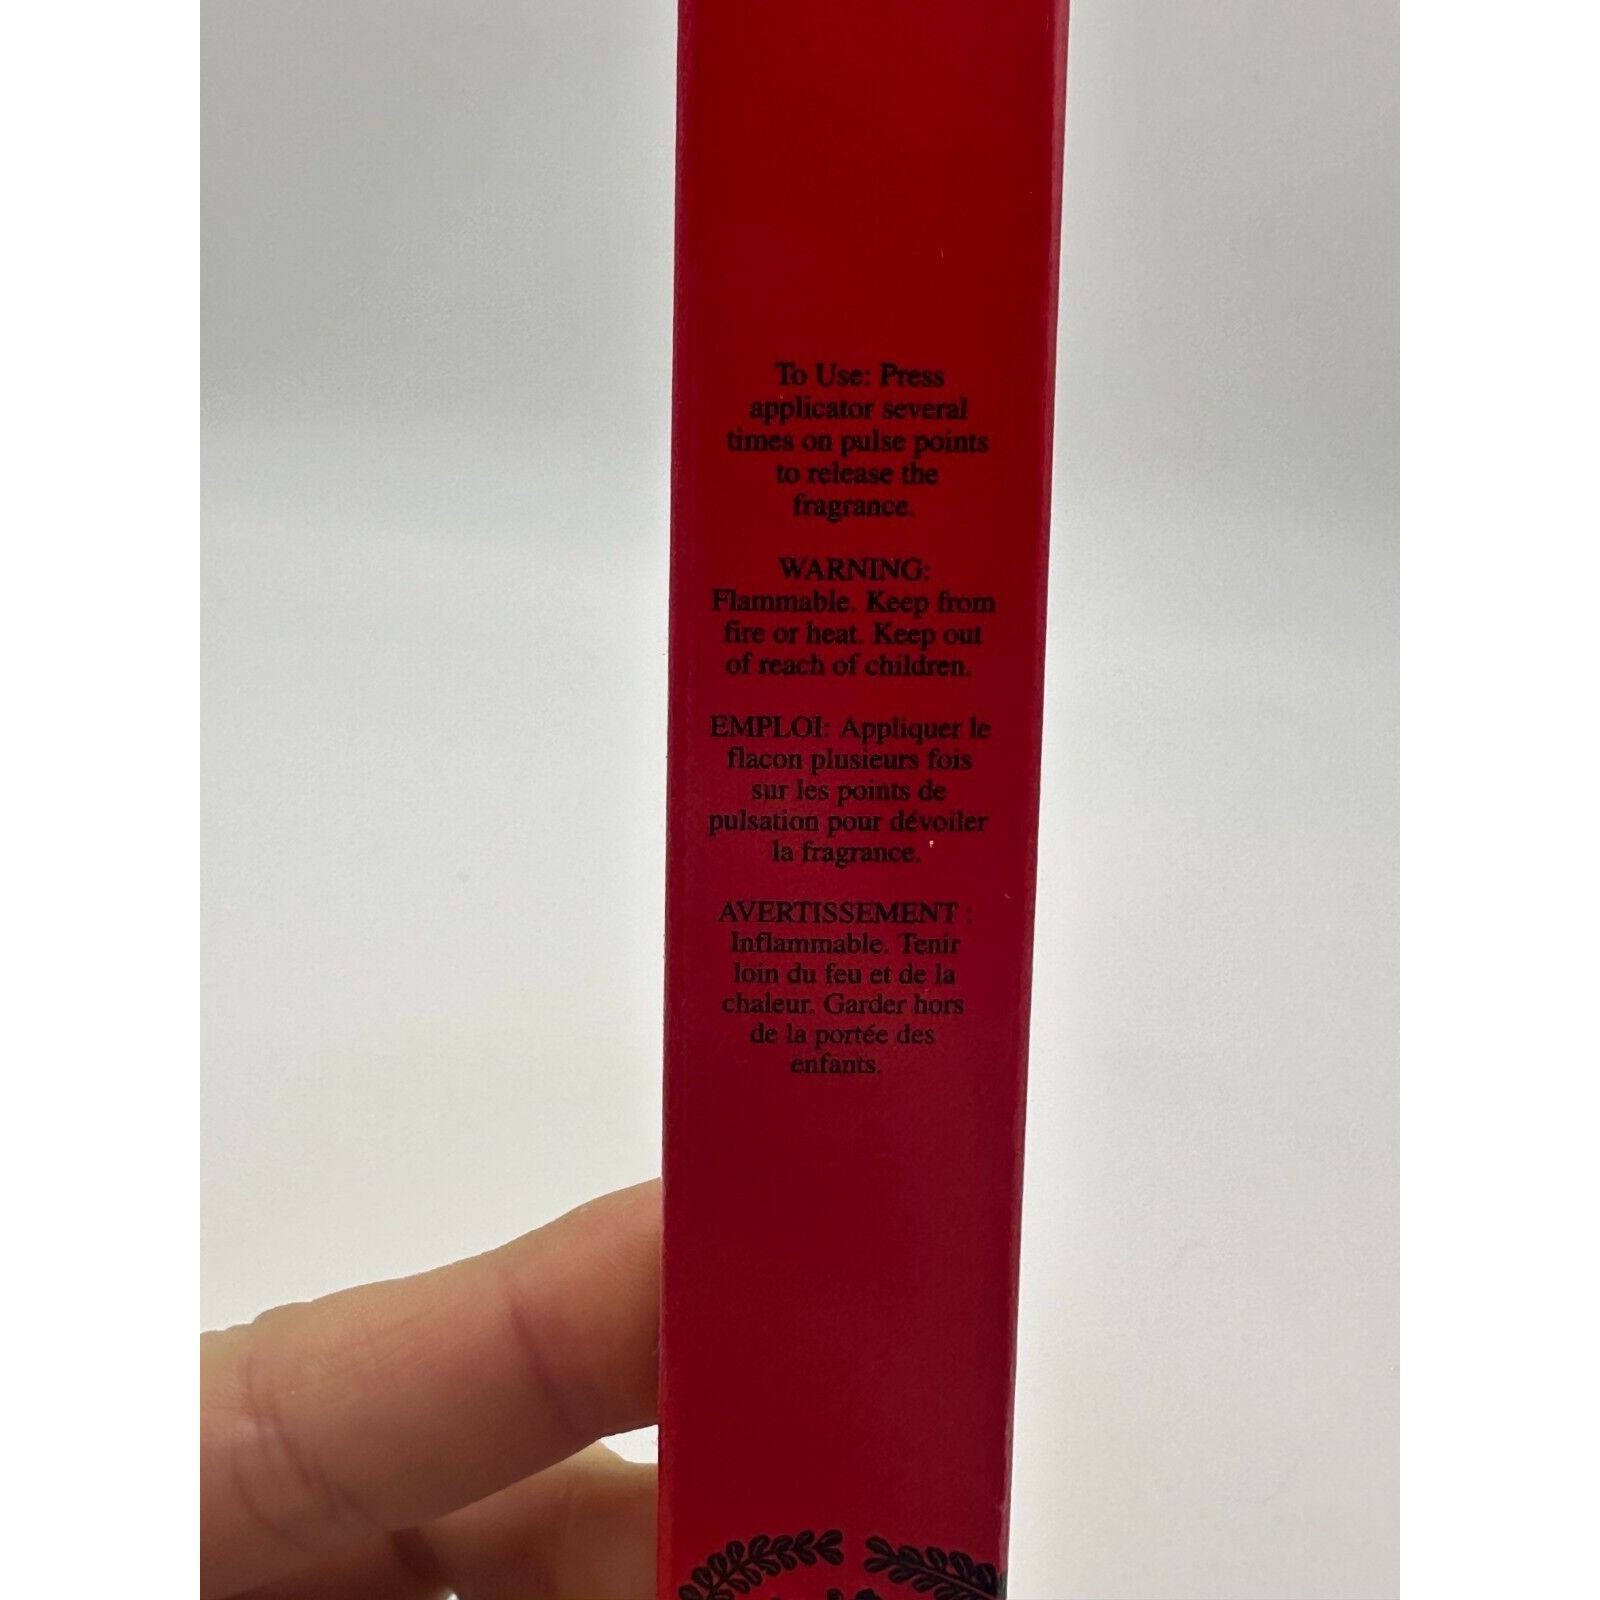 To Use: Press
applicator several
times on pulse points
to release the
fragrance.
WARNING:
Flammable. Keep from
fire or heat. Keep out
of reach of children.
EMPLOI: Appliquer le
flacon plusieurs fois
sur les points de
pulsation pour dévoiler
la fragrance.
AVERTISSEMENT :
Inflammable. Tenir
loin du feu et de la
chaleur. Garder hors
de la portée des
enfants.